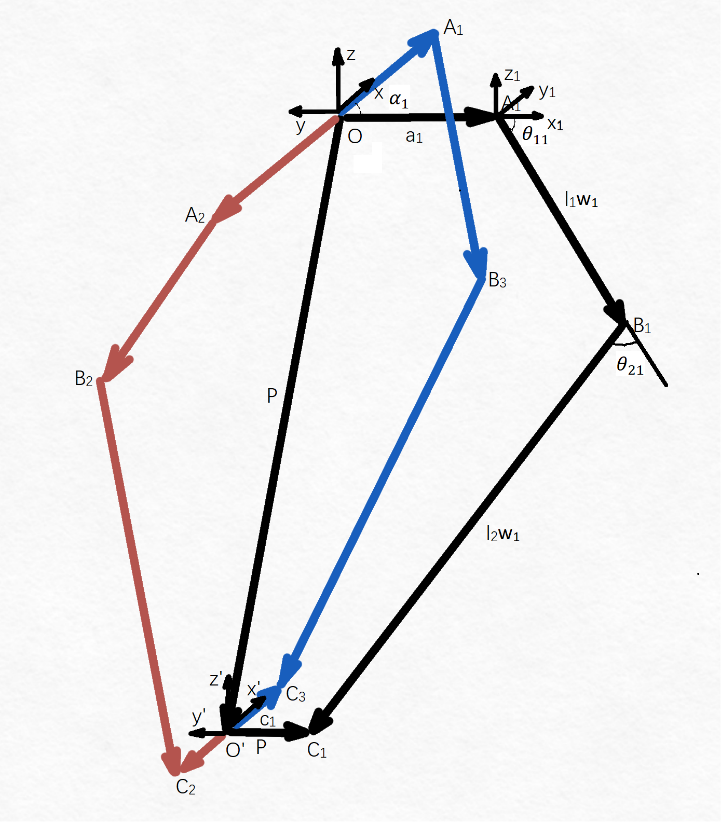 A₁
z
z₁
x
α₁
A₁
y₁
y
O
a₁
x₁
θ₁₁
l₁w₁
A₂
B₃
B₁
θ₂₁
B₂
P
l₂w₁
z'
x'
C₃
y'
c₁
O'
P
C₁
C₂